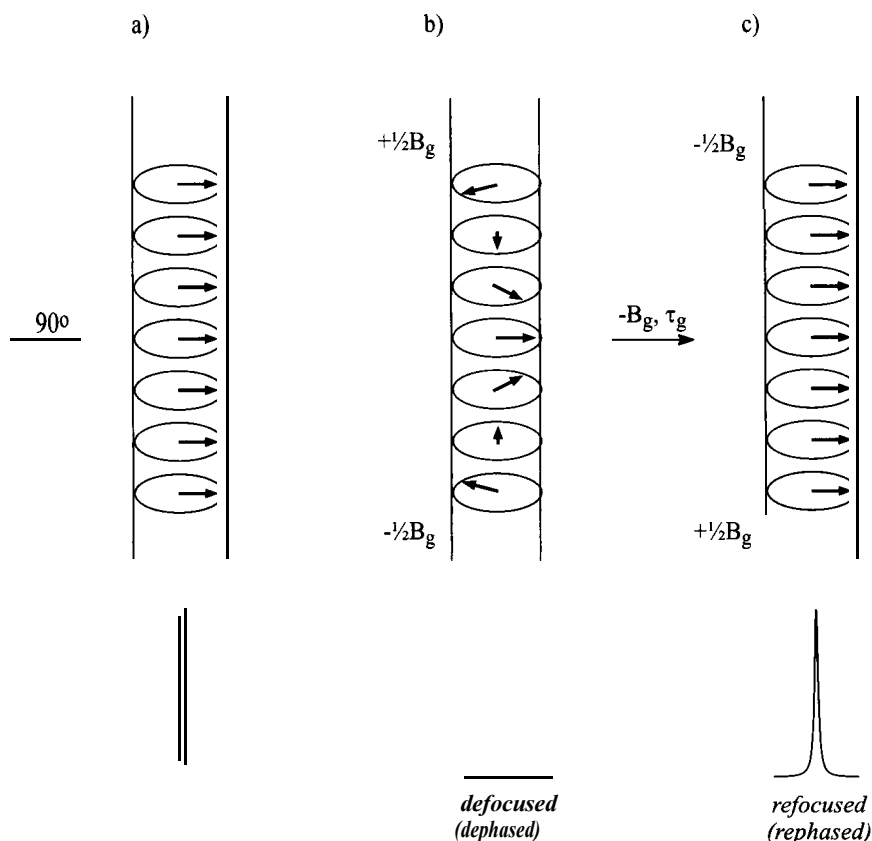 a)
b)
c)
+½Bg
-½Bg
90o
-Bg, τg
-½Bg
+½Bg
defocused
(dephased)
refocused
(rephased)